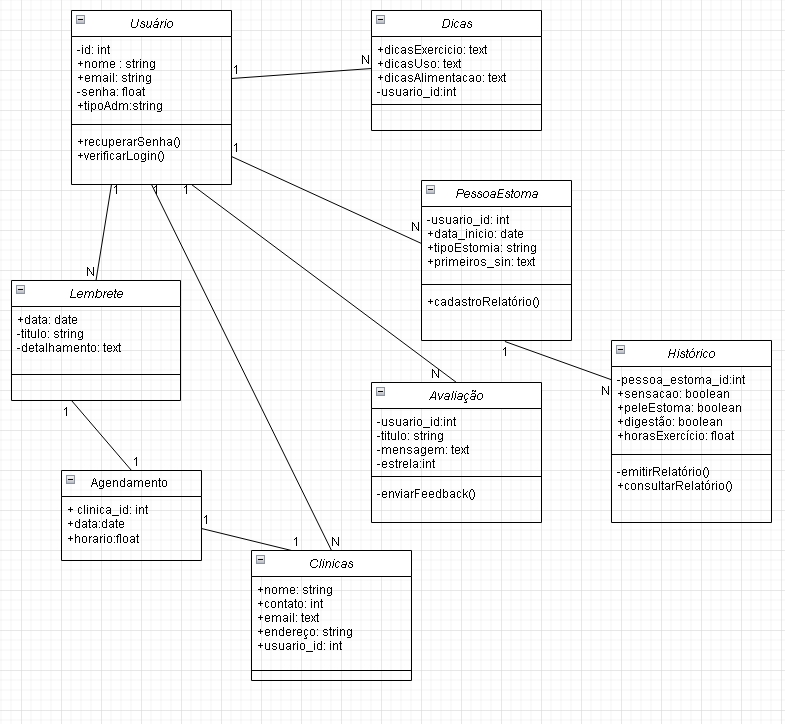 Usuário
-id: int
+nome : string
+email: string
-senha: float
+tipoAdm:string
+recuperarSenha()
+verificarLogin()
Dicas
+dicasExercicio: text
+dicasUso: text
+dicasAlimentacao: text
-usuario_id:int
1
N
1
N
1
1
1
PessoaEstoma
-usuario_id: int
+data_inicio: date
+tipoEstomia: string
+primeiros_sin: text
+cadastroRelatório()
N
Lembrete
+data: date
-titulo: string
-detalhamento: text
1
N
Histórico
-pessoa_estoma_id:int
+sensacao: boolean
+peleEstoma: boolean
+digestão: boolean
+horasExercício: float
-emitirRelatório()
+consultarRelatório()
N
Avaliação
-usuario_id:int
-titulo: string
-mensagem: text
-estrela:int
-enviarFeedback()
1
1
Agendamento
+ clinica_id: int
+data:date
+horario:float
1
1
N
Clínicas
+nome: string
+contato: int
+email: text
+endereço: string
+usuario_id: int